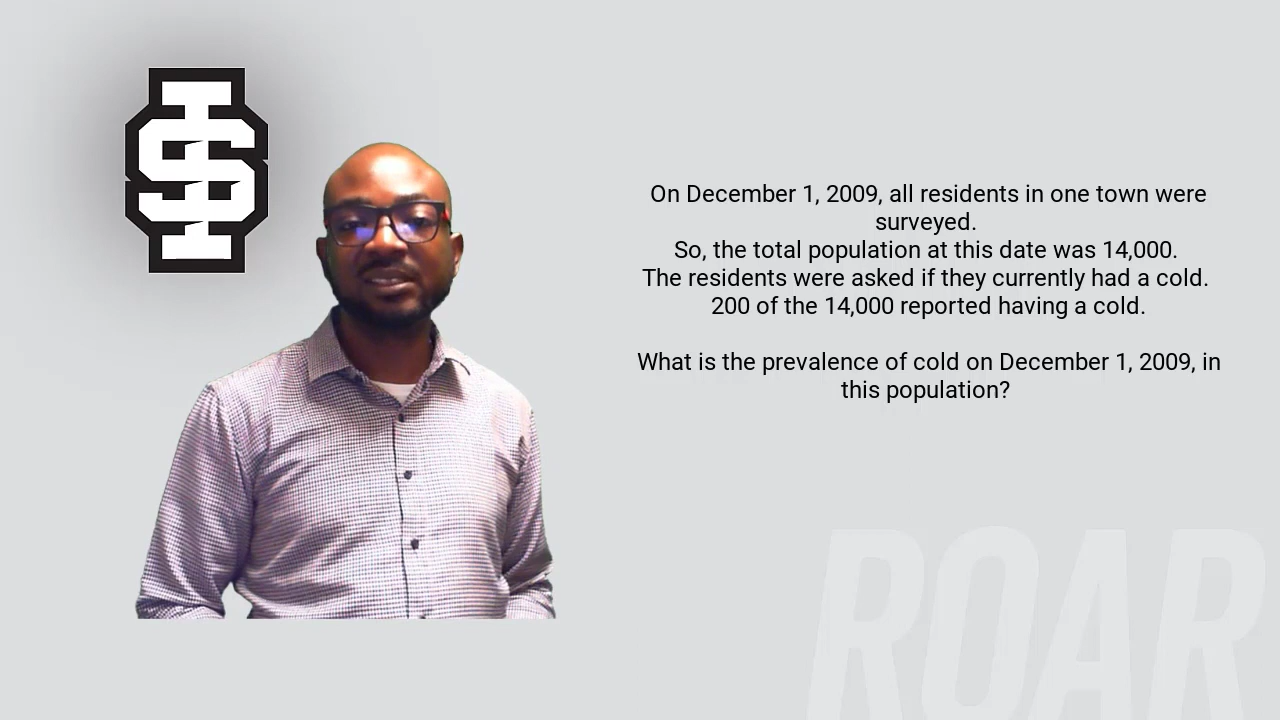 IS
On December 1, 2009, all residents in one town were
surveyed.
So, the total population at this date was 14,000.
The residents were asked if they currently had a cold.
200 of the 14,000 reported having a cold.
What is the prevalence of cold on December 1, 2009, in
this population?
ROAR